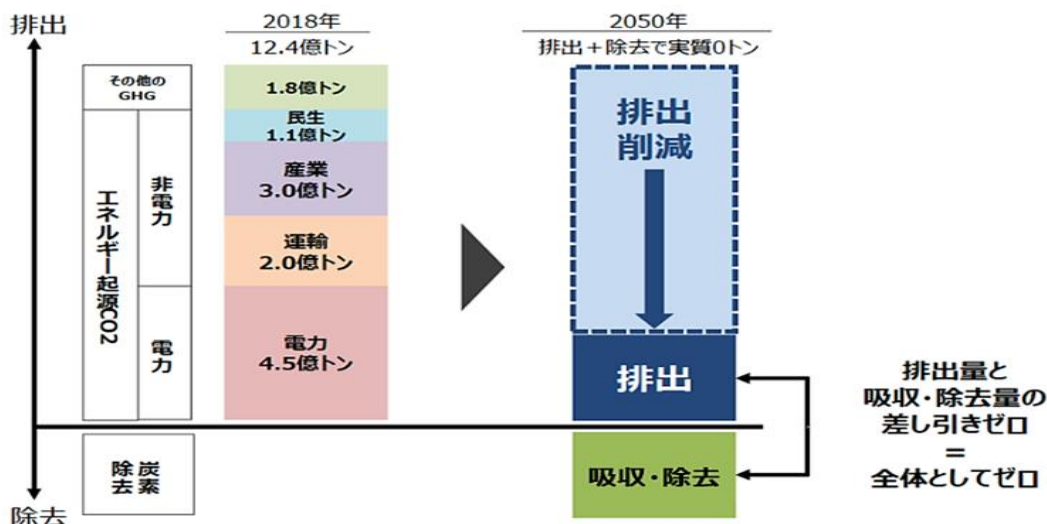 排出
2018年
12.4億トン
2050年
排出＋除去で実質0トン
その他の
GHG
エネルギー起源CO2
非電力
電力
炭素
除去
1.8億トン
民生
1.1億トン
産業
3.0億トン
運輸
2.0億トン
電力
4.5億トン
排出
削減
排出
吸収・除去
排出量と
吸収・除去量の
差し引きゼロ
＝
全体としてゼロ
除去